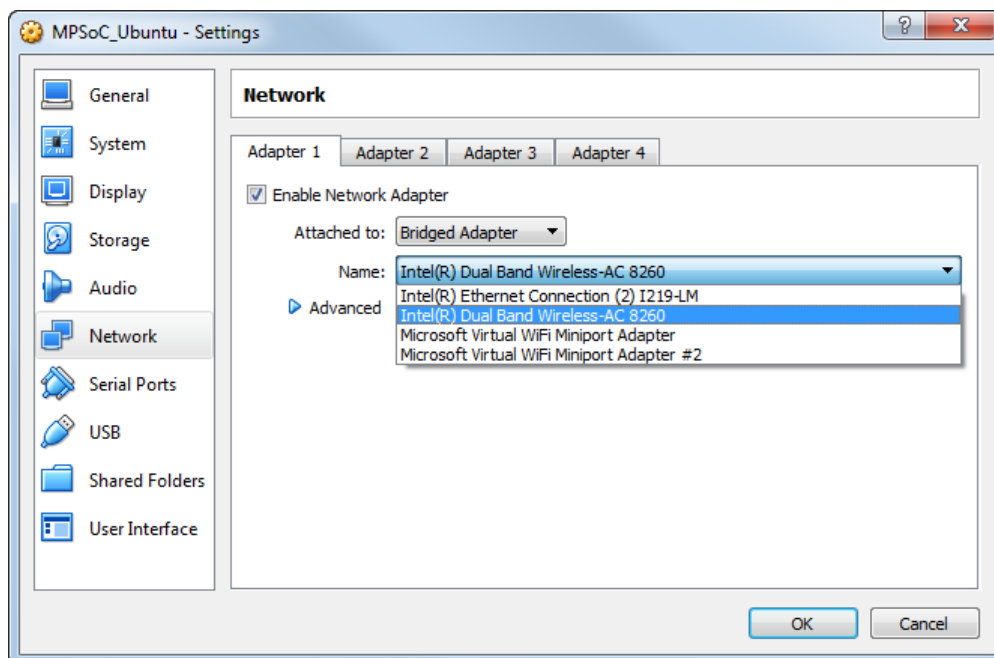 MPSoC_Ubuntu - Settings
?
X
General
System
Display
Storage
Audio
Network
Serial Ports
USB
Shared Folders
User Interface
Network
Adapter 1 Adapter 2 Adapter 3 Adapter 4
Enable Network Adapter
Attached to: Bridged Adapter
Name: Intel(R) Dual Band Wireless-AC 8260
Intel(R) Ethernet Connection (2) I219-LM
Intel(R) Dual Band Wireless-AC 8260
Microsoft Virtual WiFi Miniport Adapter
Microsoft Virtual WiFi Miniport Adapter #2
Advanced
OK Cancel